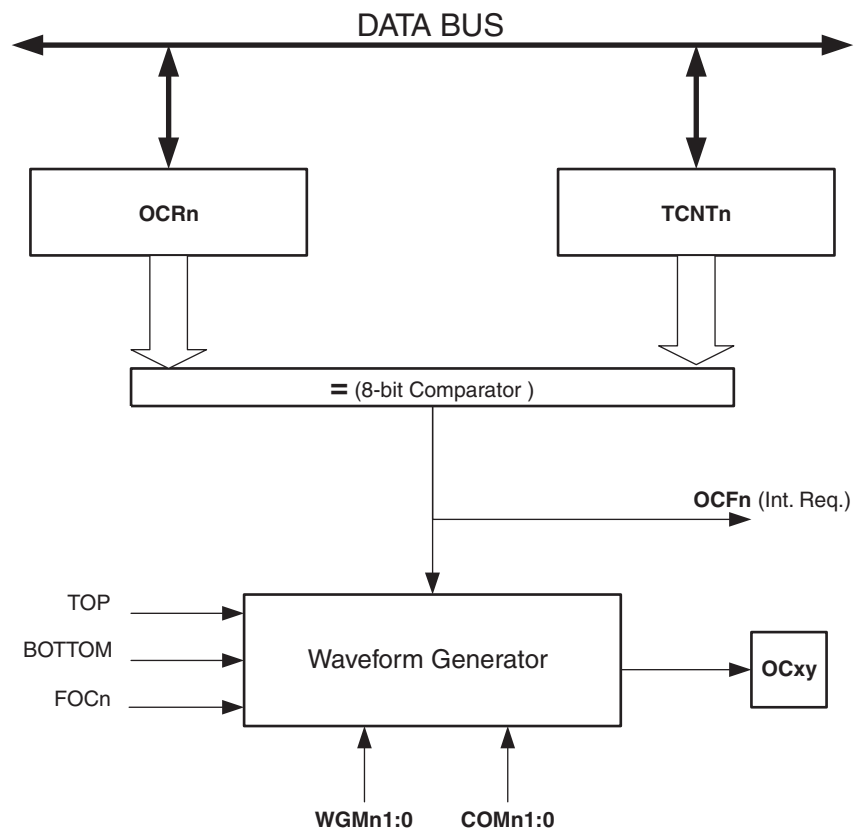 DATA BUS
OCRn
TCNTn
= (8-bit Comparator )
OCFn (Int. Req.)
TOP
BOTTOM
FOCn
Waveform Generator
OCxy
WGMn1:0
COMn1:0